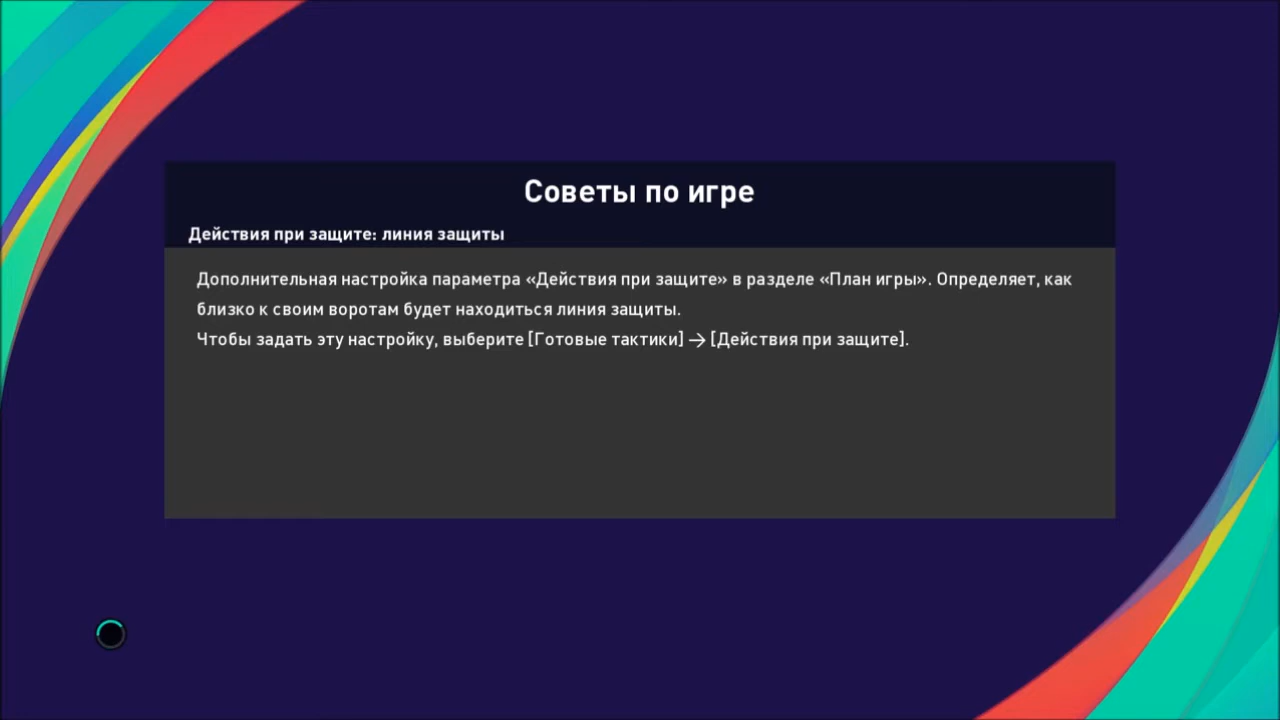 Советы по игре
Действия при защите: линия защиты
Дополнительная настройка параметра «Действия при защите» в разделе «План игры». Определяет, как
близко к своим воротам будет находиться линия защиты.
Чтобы задать эту настройку, выберите [Готовые тактики] → [Действия при защите].